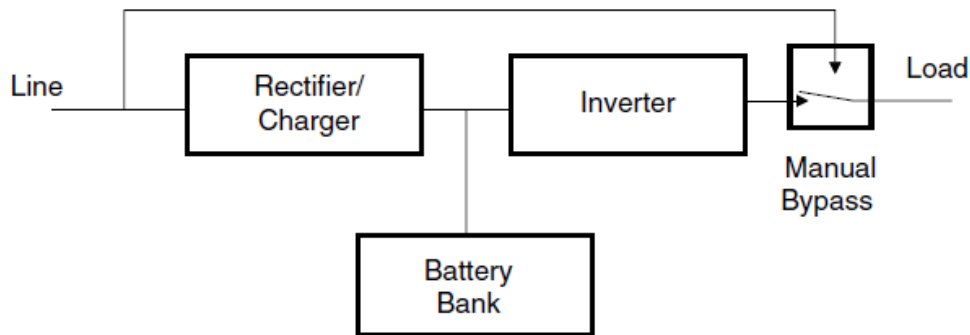 Line
Rectifier/
Charger
Inverter
Load
Manual
Bypass
Battery
Bank